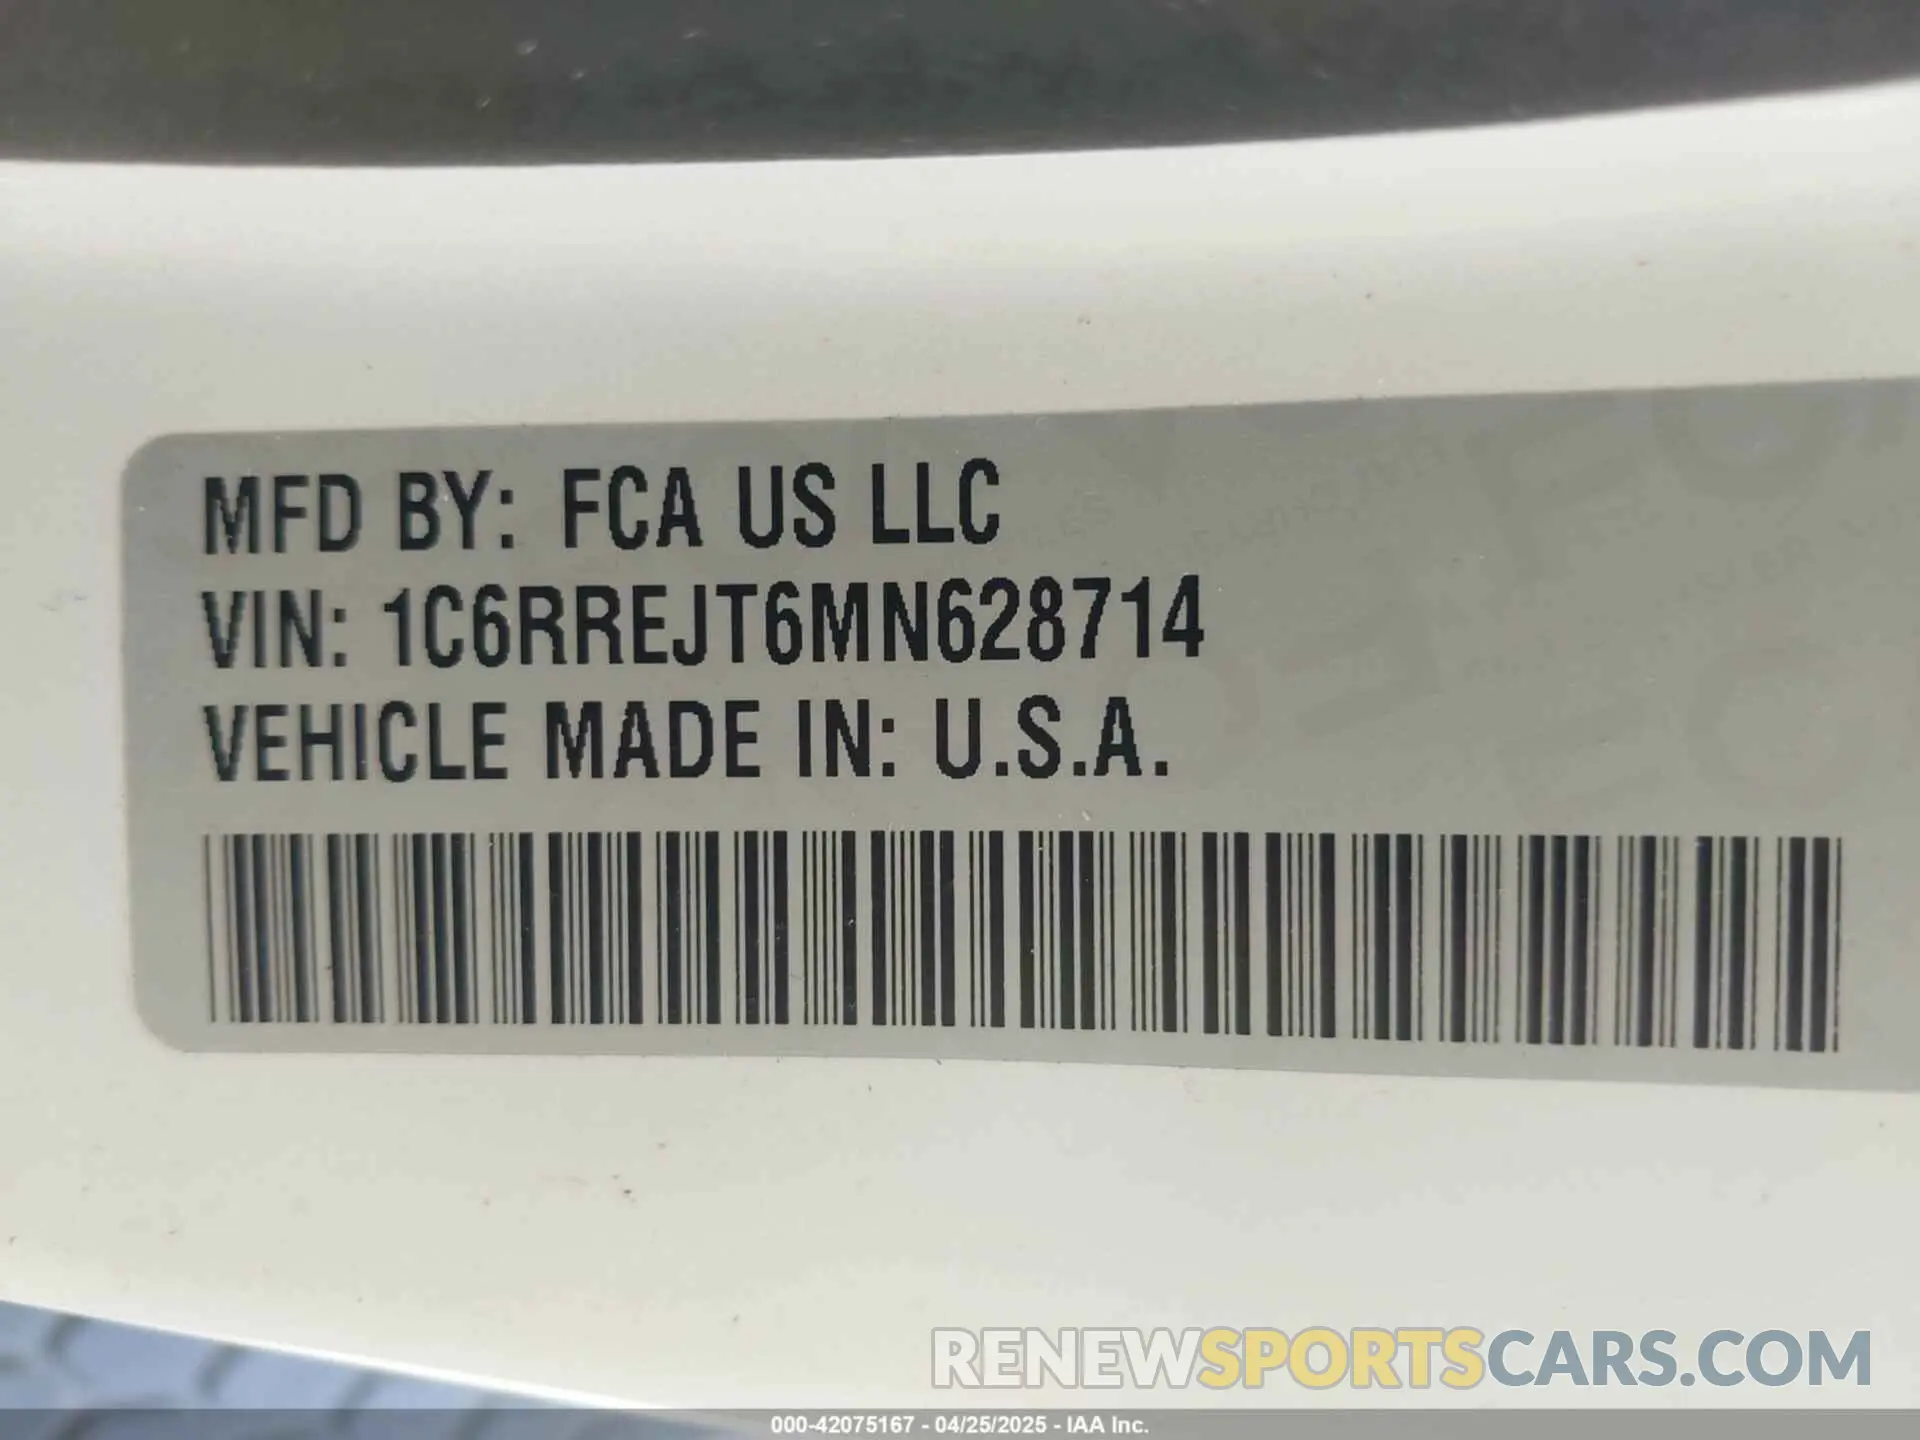 MFD BY: FCA US LLC
VIN: 1C6RREJT6MN628714
VEHICLE MADE IN: U.S.A.
RENEWSPORTSCARS.COM
000-42075167 - 04/25/2025 - IAA Inc.